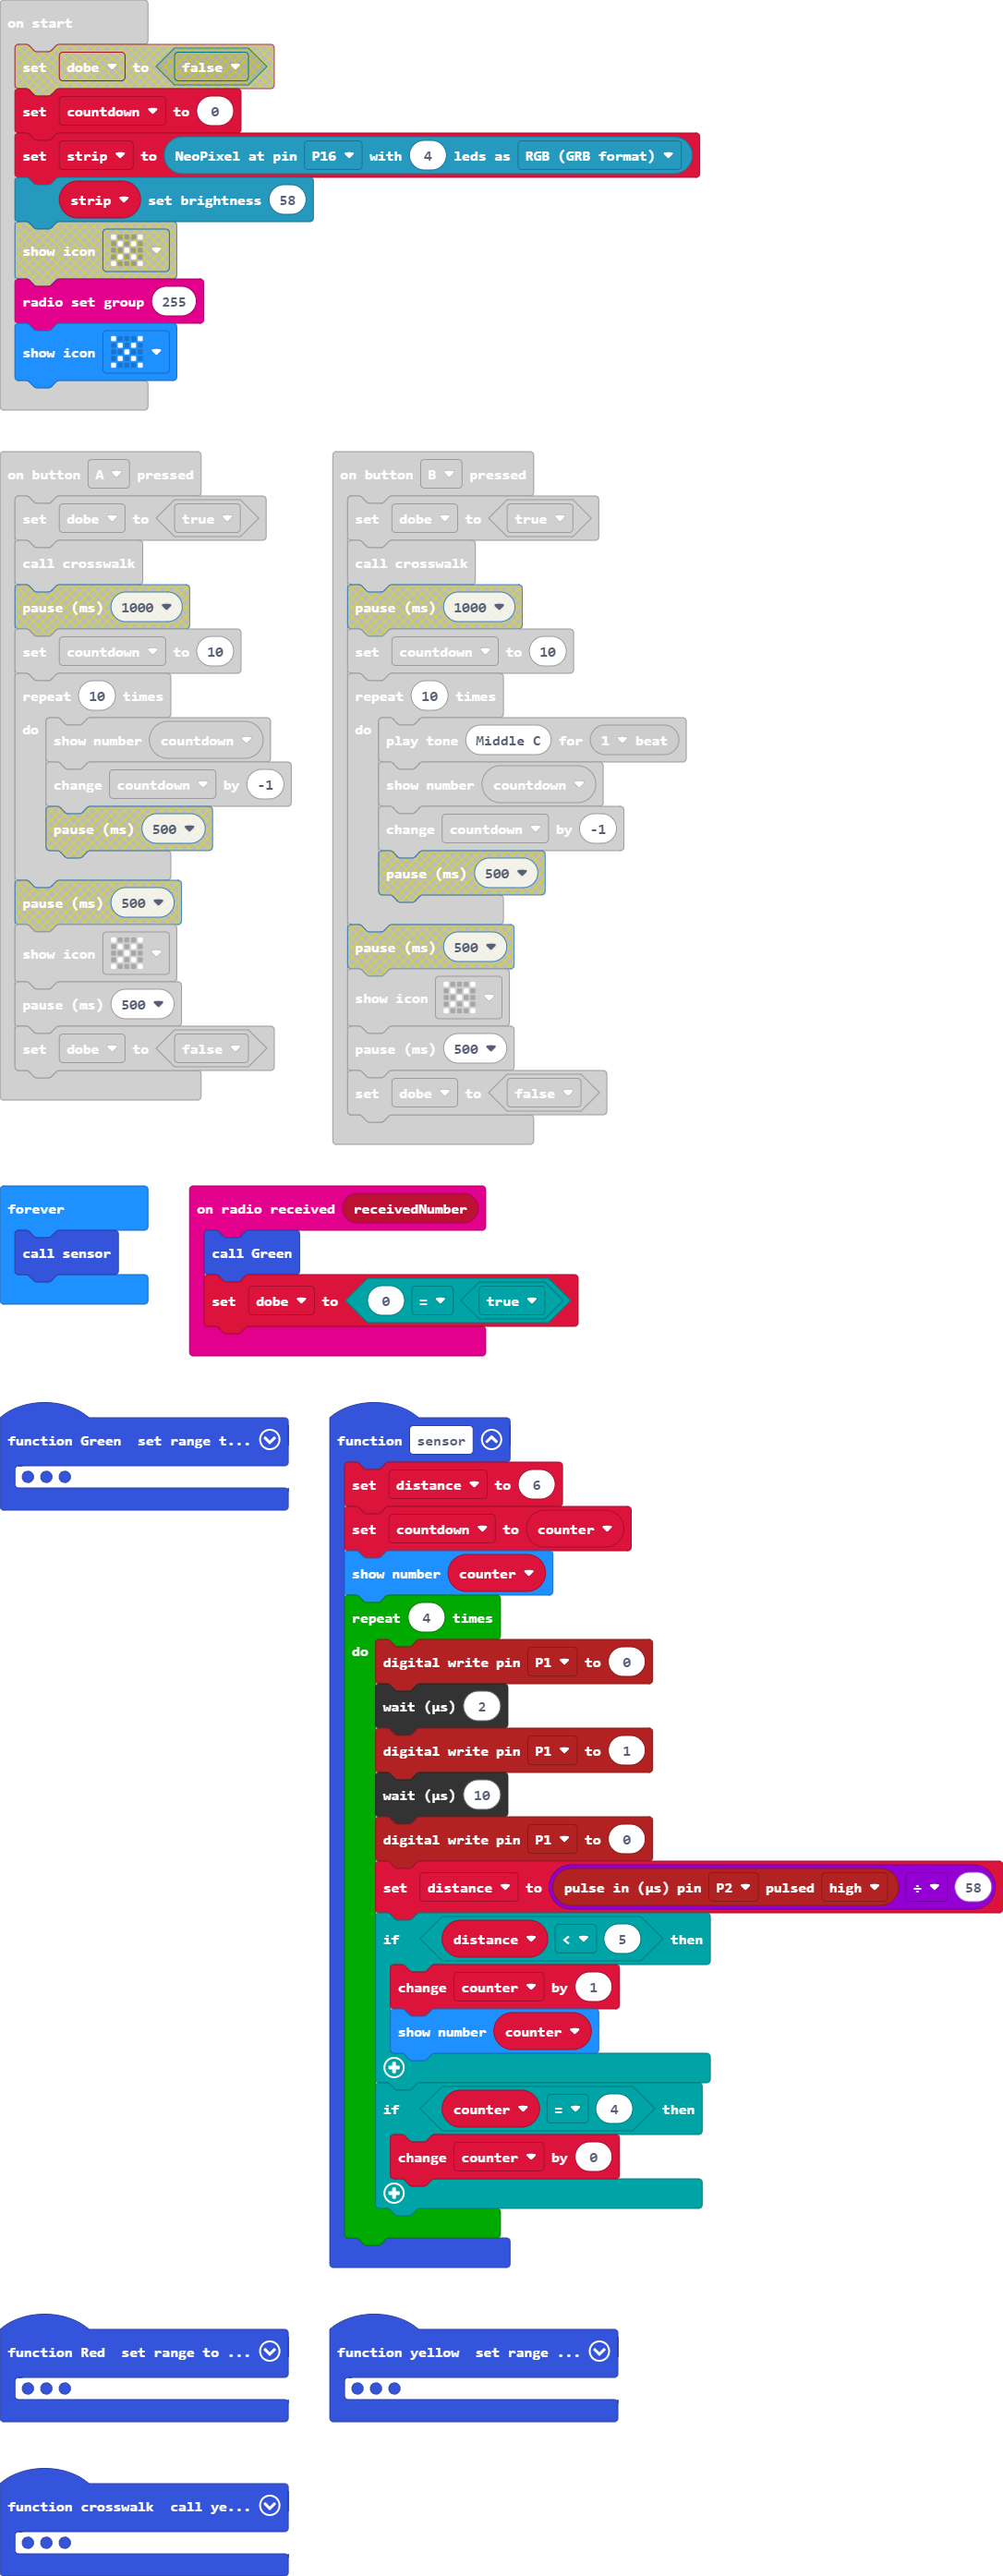 on start
set dobe to false
set countdown to 0
set strip to NeoPixel at pin P16 with 4 leds as RGB (GRB format)
strip set brightness 58
show icon
radio set group 255
show icon
on button A pressed
set dobe to true
call crosswalk
pause (ms) 1000
set countdown to 10
repeat 10 times
do
show number countdown
change countdown by -1
pause (ms) 500
pause (ms) 500
show icon
pause (ms) 500
set dobe to false
on button B pressed
set dobe to true
call crosswalk
pause (ms) 1000
set countdown to 10
repeat 10 times
do
play tone Middle C for 1 beat
show number countdown
change countdown by -1
pause (ms) 500
pause (ms) 500
show icon
pause (ms) 500
set dobe to false
forever
call sensor
on radio received receivedNumber
call Green
set dobe to 0 = true
function Green set range t...
function sensor
set distance to 6
set countdown to counter
show number counter
repeat 4 times
do
digital write pin P1 to 0
wait (µs) 2
digital write pin P1 to 1
wait (µs) 10
digital write pin P1 to 0
set distance to pulse in (µs) pin P2 pulsed high ÷ 58
if distance < 5 then
change counter by 1
show number counter
if counter = 4 then
change counter by 0
function Red set range to ...
function yellow set range ...
function crosswalk call ye...